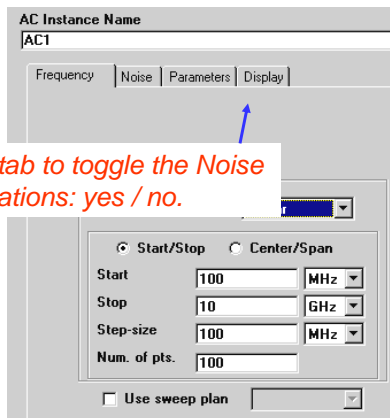 AC Instance Name
AC1
Frequency Noise Parameters Display
tab to toggle the Noise
ations: yes / no.
Start/Stop Center/Span
Start 100 MHz
Stop 10 GHz
Step-size 100 MHz
Num. of pts. 100
Use sweep plan